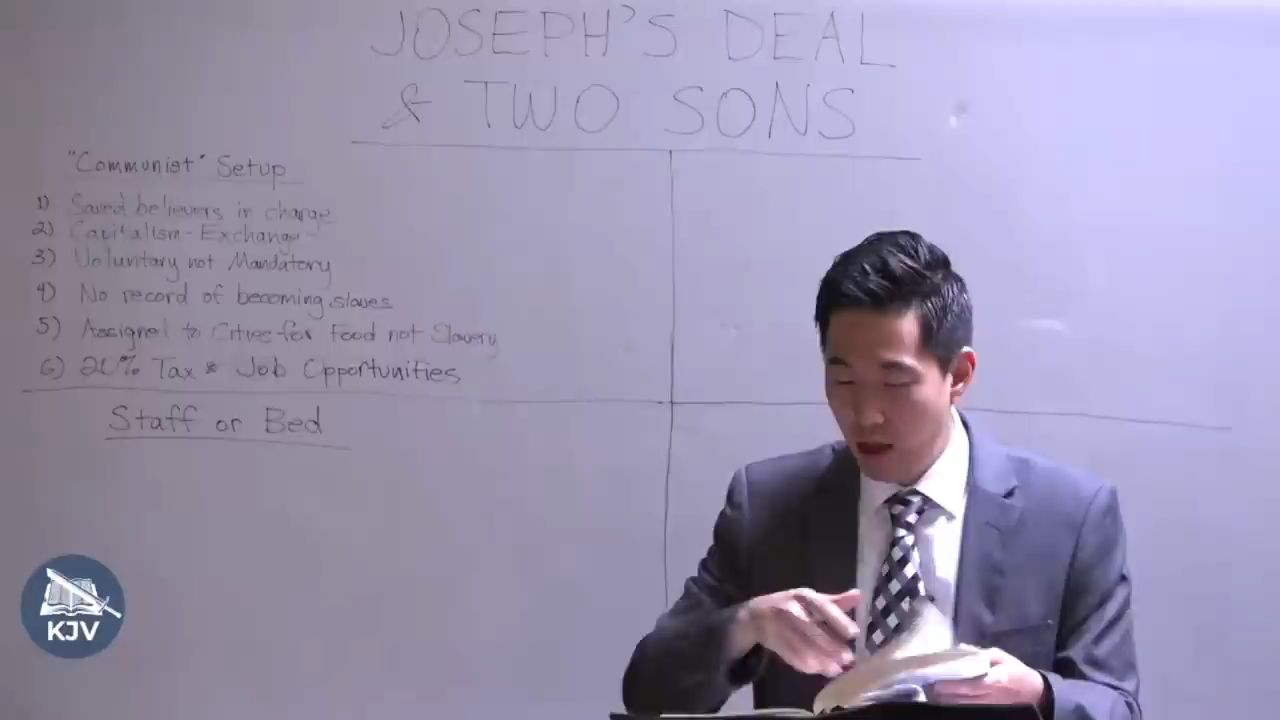 JOSEPH'S DEAL
& TWO SONS
"Communist" Setup
1) Saved believers in charge
2) Capitalism-Exchange-
3) Voluntary not Mandatory
4) No record of becoming slaves
5) Assigned to Cities for Food not Slavery
6) 20% Tax & Job Opportunities
Staff or Bed
KJV